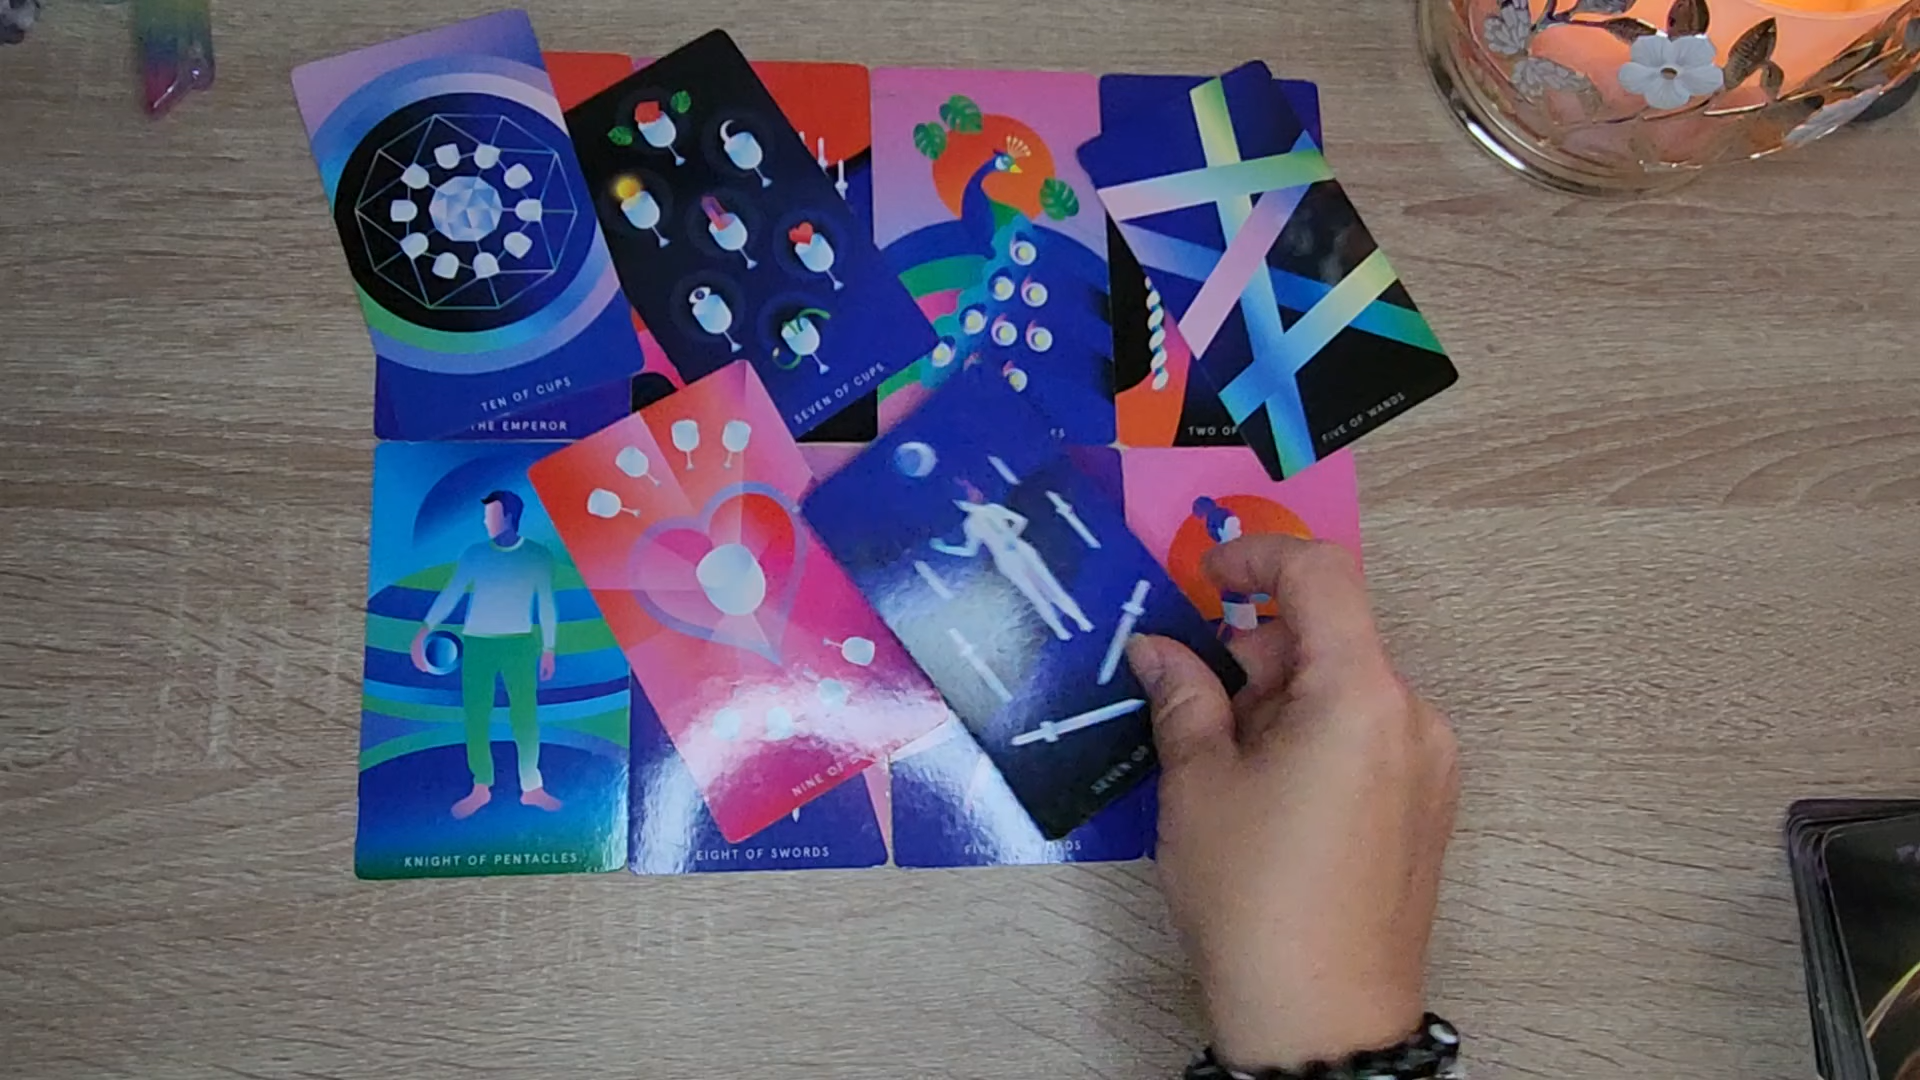 TEN OF CUPS
THE EMPEROR
SEVEN OF CUPS
TWO OF
FIVE OF WANDS
NINE OF
SEVEN OF
KNIGHT OF PENTACLES
EIGHT OF SWORDS